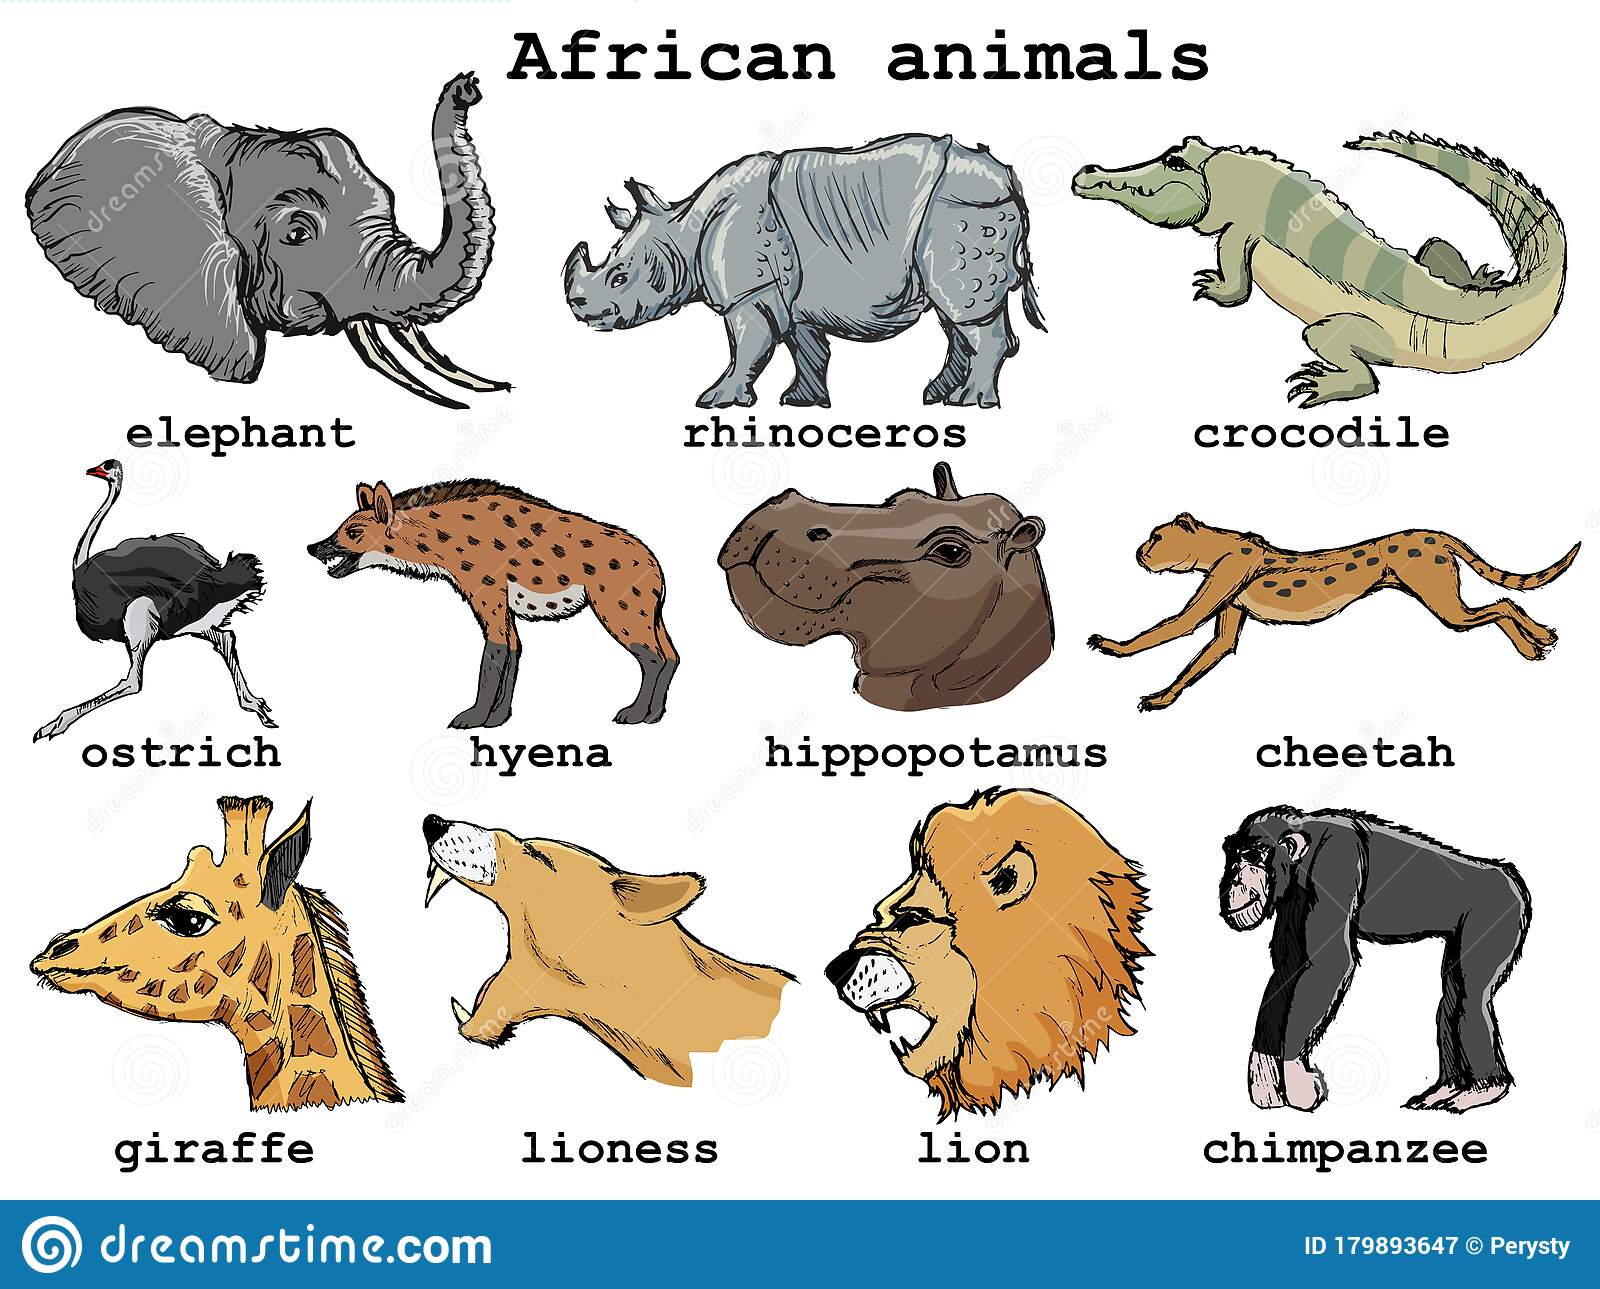 African animals
elephant
rhinoceros
crocodile
ostrich
hyena
hippopotamus
cheetah
giraffe
lioness
lion
chimpanzee
dreamstime.com
ID 179893647 © Perysty